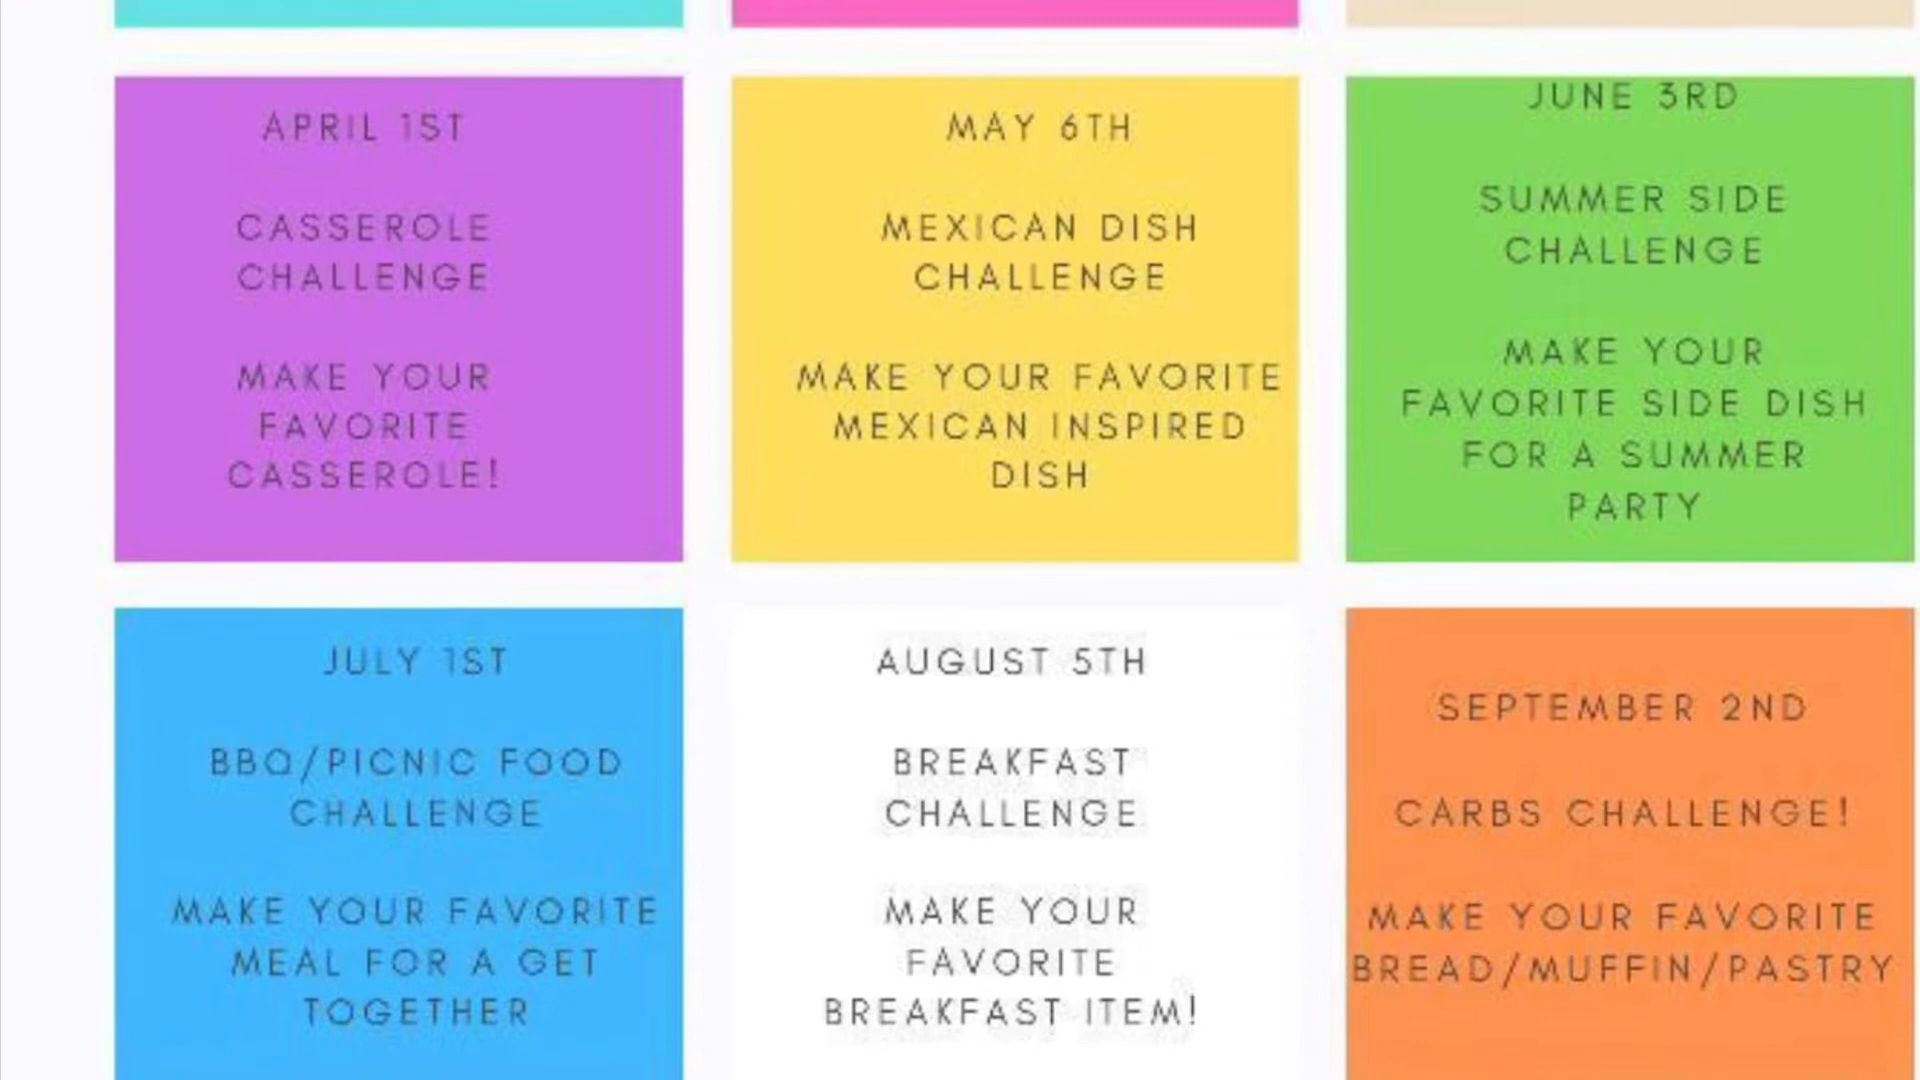 APRIL 1ST
CASSEROLE
CHALLENGE
MAKE YOUR
FAVORITE
CASSEROLE!
MAY 6TH
MEXICAN DISH
CHALLENGE
MAKE YOUR FAVORITE
MEXICAN INSPIRED
DISH
JUNE 3RD
SUMMER SIDE
CHALLENGE
MAKE YOUR
FAVORITE SIDE DISH
FOR A SUMMER
PARTY
JULY 1ST
BBQ/PICNIC FOOD
CHALLENGE
MAKE YOUR FAVORITE
MEAL FOR A GET
TOGETHER
AUGUST 5TH
BREAKFAST
CHALLENGE
MAKE YOUR
FAVORITE
BREAKFAST ITEM!
SEPTEMBER 2ND
CARBS CHALLENGE!
MAKE YOUR FAVORITE
BREAD/MUFFIN/PASTRY